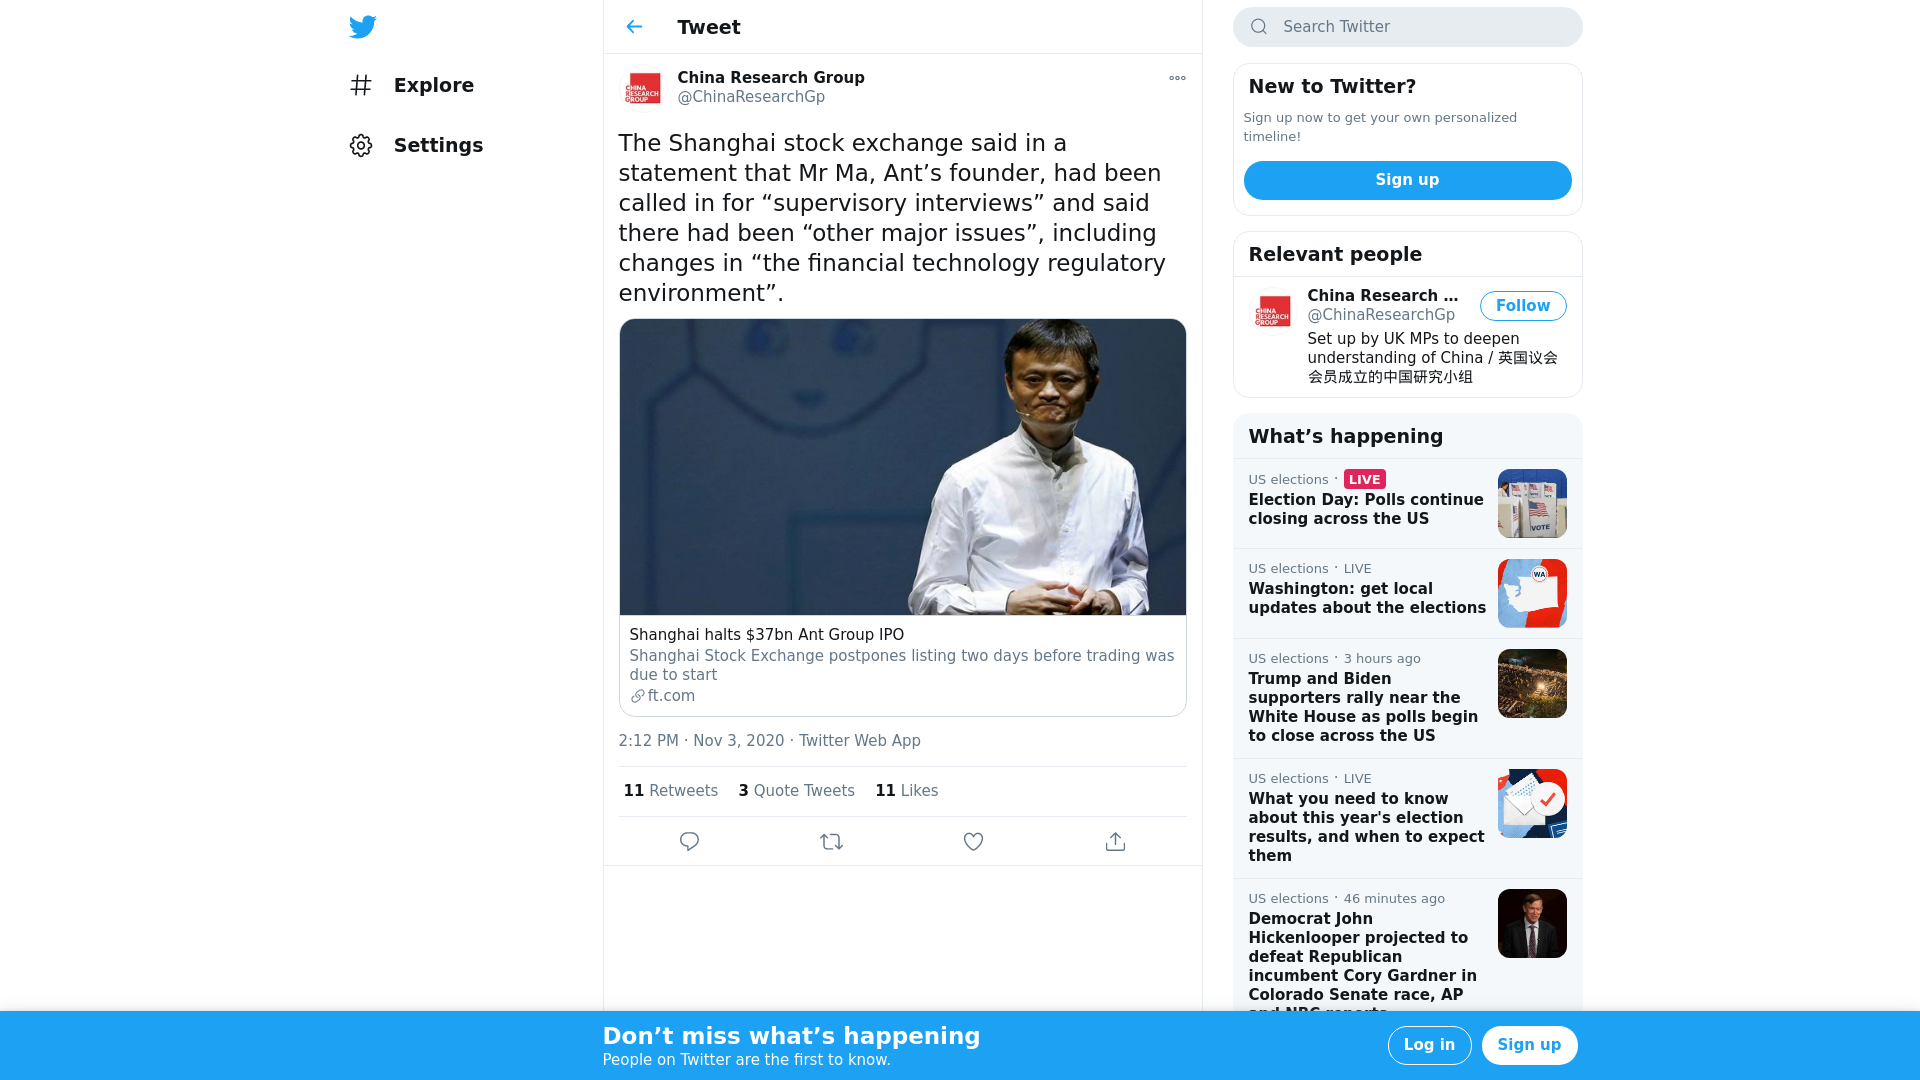 Explore
Settings
Tweet
CHINA RESEARCH GROUP
China Research Group
@ChinaResearchGp
The Shanghai stock exchange said in a
statement that Mr Ma, Ant’s founder, had been
called in for “supervisory interviews” and said
there had been “other major issues”, including
changes in “the financial technology regulatory
environment”.
Shanghai halts $37bn Ant Group IPO
Shanghai Stock Exchange postpones listing two days before trading was
due to start
ft.com
2:12 PM · Nov 3, 2020 · Twitter Web App
11 Retweets 3 Quote Tweets 11 Likes
Search Twitter
New to Twitter?
Sign up now to get your own personalized
timeline!
Sign up
Relevant people
CHINA RESEARCH GROUP
China Research ...
@ChinaResearchGp
Follow
Set up by UK MPs to deepen
understanding of China / 英国议会
会员成立的中国研究小组
What’s happening
US elections · LIVE
Election Day: Polls continue
closing across the US
VOTE
US elections · LIVE
Washington: get local
updates about the elections
WA
US elections · 3 hours ago
Trump and Biden
supporters rally near the
White House as polls begin
to close across the US
US elections · LIVE
What you need to know
about this year's election
results, and when to expect
them
US elections · 46 minutes ago
Democrat John
Hickenlooper projected to
defeat Republican
incumbent Cory Gardner in
Colorado Senate race, AP
Don’t miss what’s happening
People on Twitter are the first to know.
Log in
Sign up